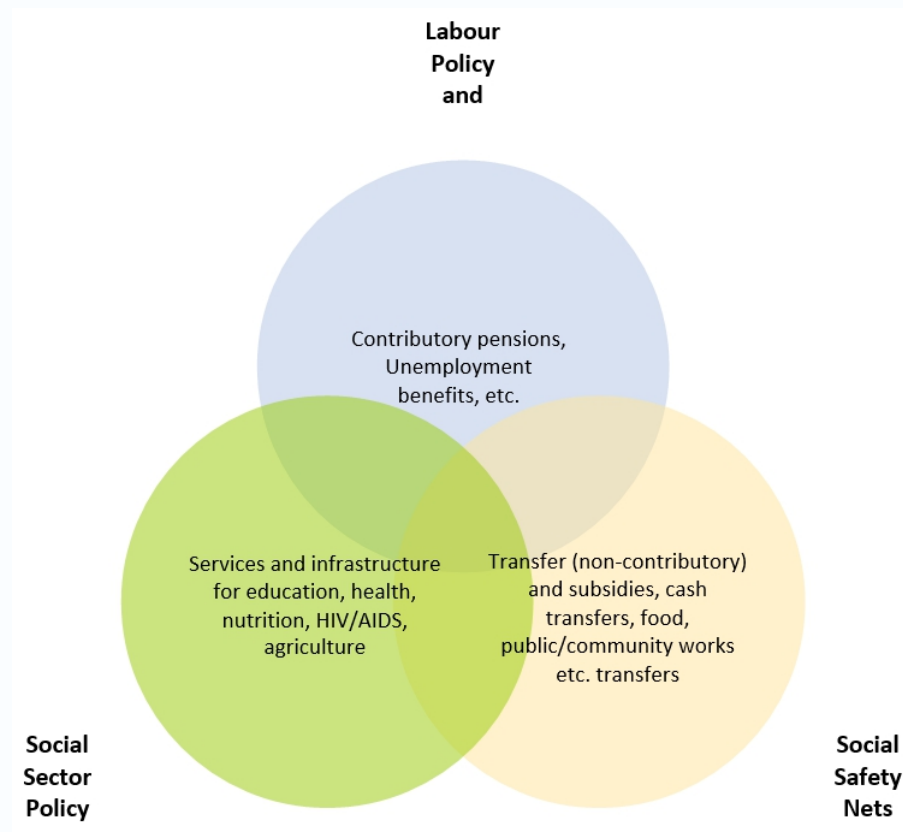 Labour
Policy
and
Contributory pensions,
Unemployment
benefits, etc.
Services and infrastructure
for education, health,
nutrition, HIV/AIDS,
agriculture
Transfer (non-contributory)
and subsidies, cash
transfers, food,
public/community works
etc. transfers
Social
Sector
Policy
Social
Safety
Nets